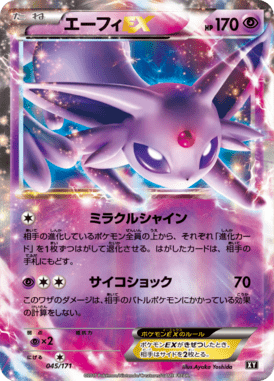 たね
エーフィEX
HP170
ミラクルシャイン
相手の進化しているポケモン全員の上から、それぞれ「進化カー
ド」を1枚ずつはがして退化させる。はがしたカードは、相手の
手札にもどす。
サイコショック 70
このワザのダメージは、相手のバトルポケモンにかかっている効果
の計算をしない。
×2
にげる
ポケモンEXのルール
ポケモンEXがきぜつしたとき、
相手はサイドを2枚とる。
045/171
illus.Ryuta Fuse
XY